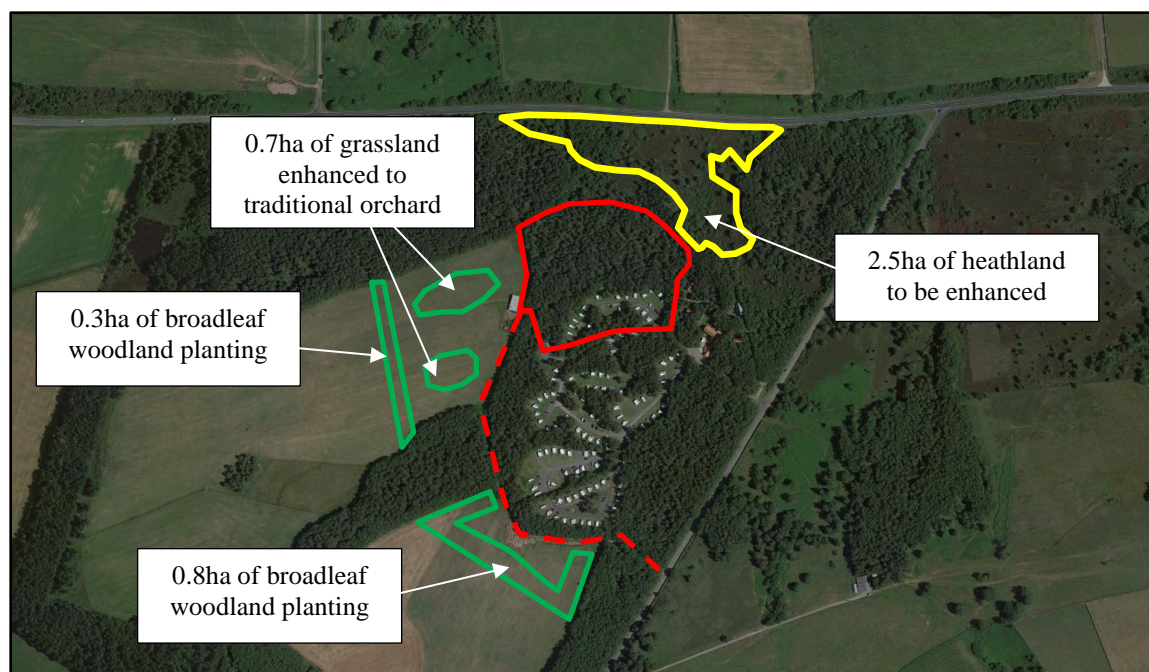 0.7ha of grassland
enhanced to
traditional orchard
0.3ha of broadleaf
woodland planting
2.5ha of heathland
to be enhanced
0.8ha of broadleaf
woodland planting